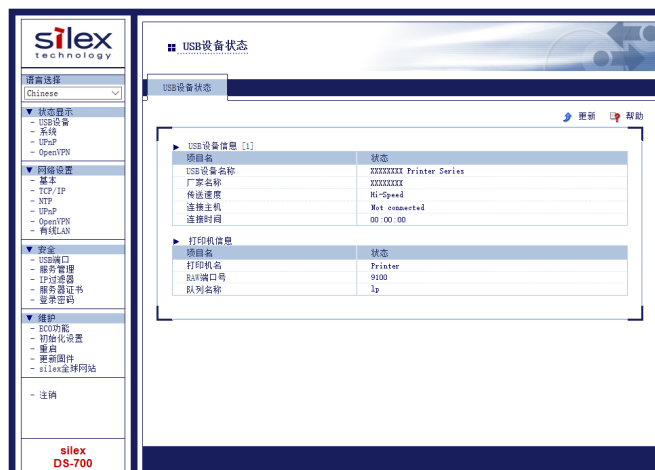 silex
technology
语言选择
Chinese
▼ 状态显示
- USB设备
- 系统
- UPnP
- OpenVPN
▼ 网络设置
- 基本
- TCP/IP
- NTP
- UPnP
- OpenVPN
- 有线LAN
▼ 安全
- USB端口
- 服务管理
- IP过滤器
- 服务器证书
- 登录密码
▼ 维护
- ECO功能
- 初始化设置
- 重启
- 更新固件
- silex全球网站
- 注销
silex
DS-700
USB设备状态
USB设备状态
更新 帮助
▶ USB设备信息 [1]
项目名 状态
USB设备名称 XXXXXXXX Printer Series
厂家名称 XXXXXXXX
传送速度 Hi-Speed
连接主机 Not connected
连接时间 00:00:00
▶ 打印机信息
项目名 状态
打印机名 Printer
RAW端口号 9100
队列名称 lp